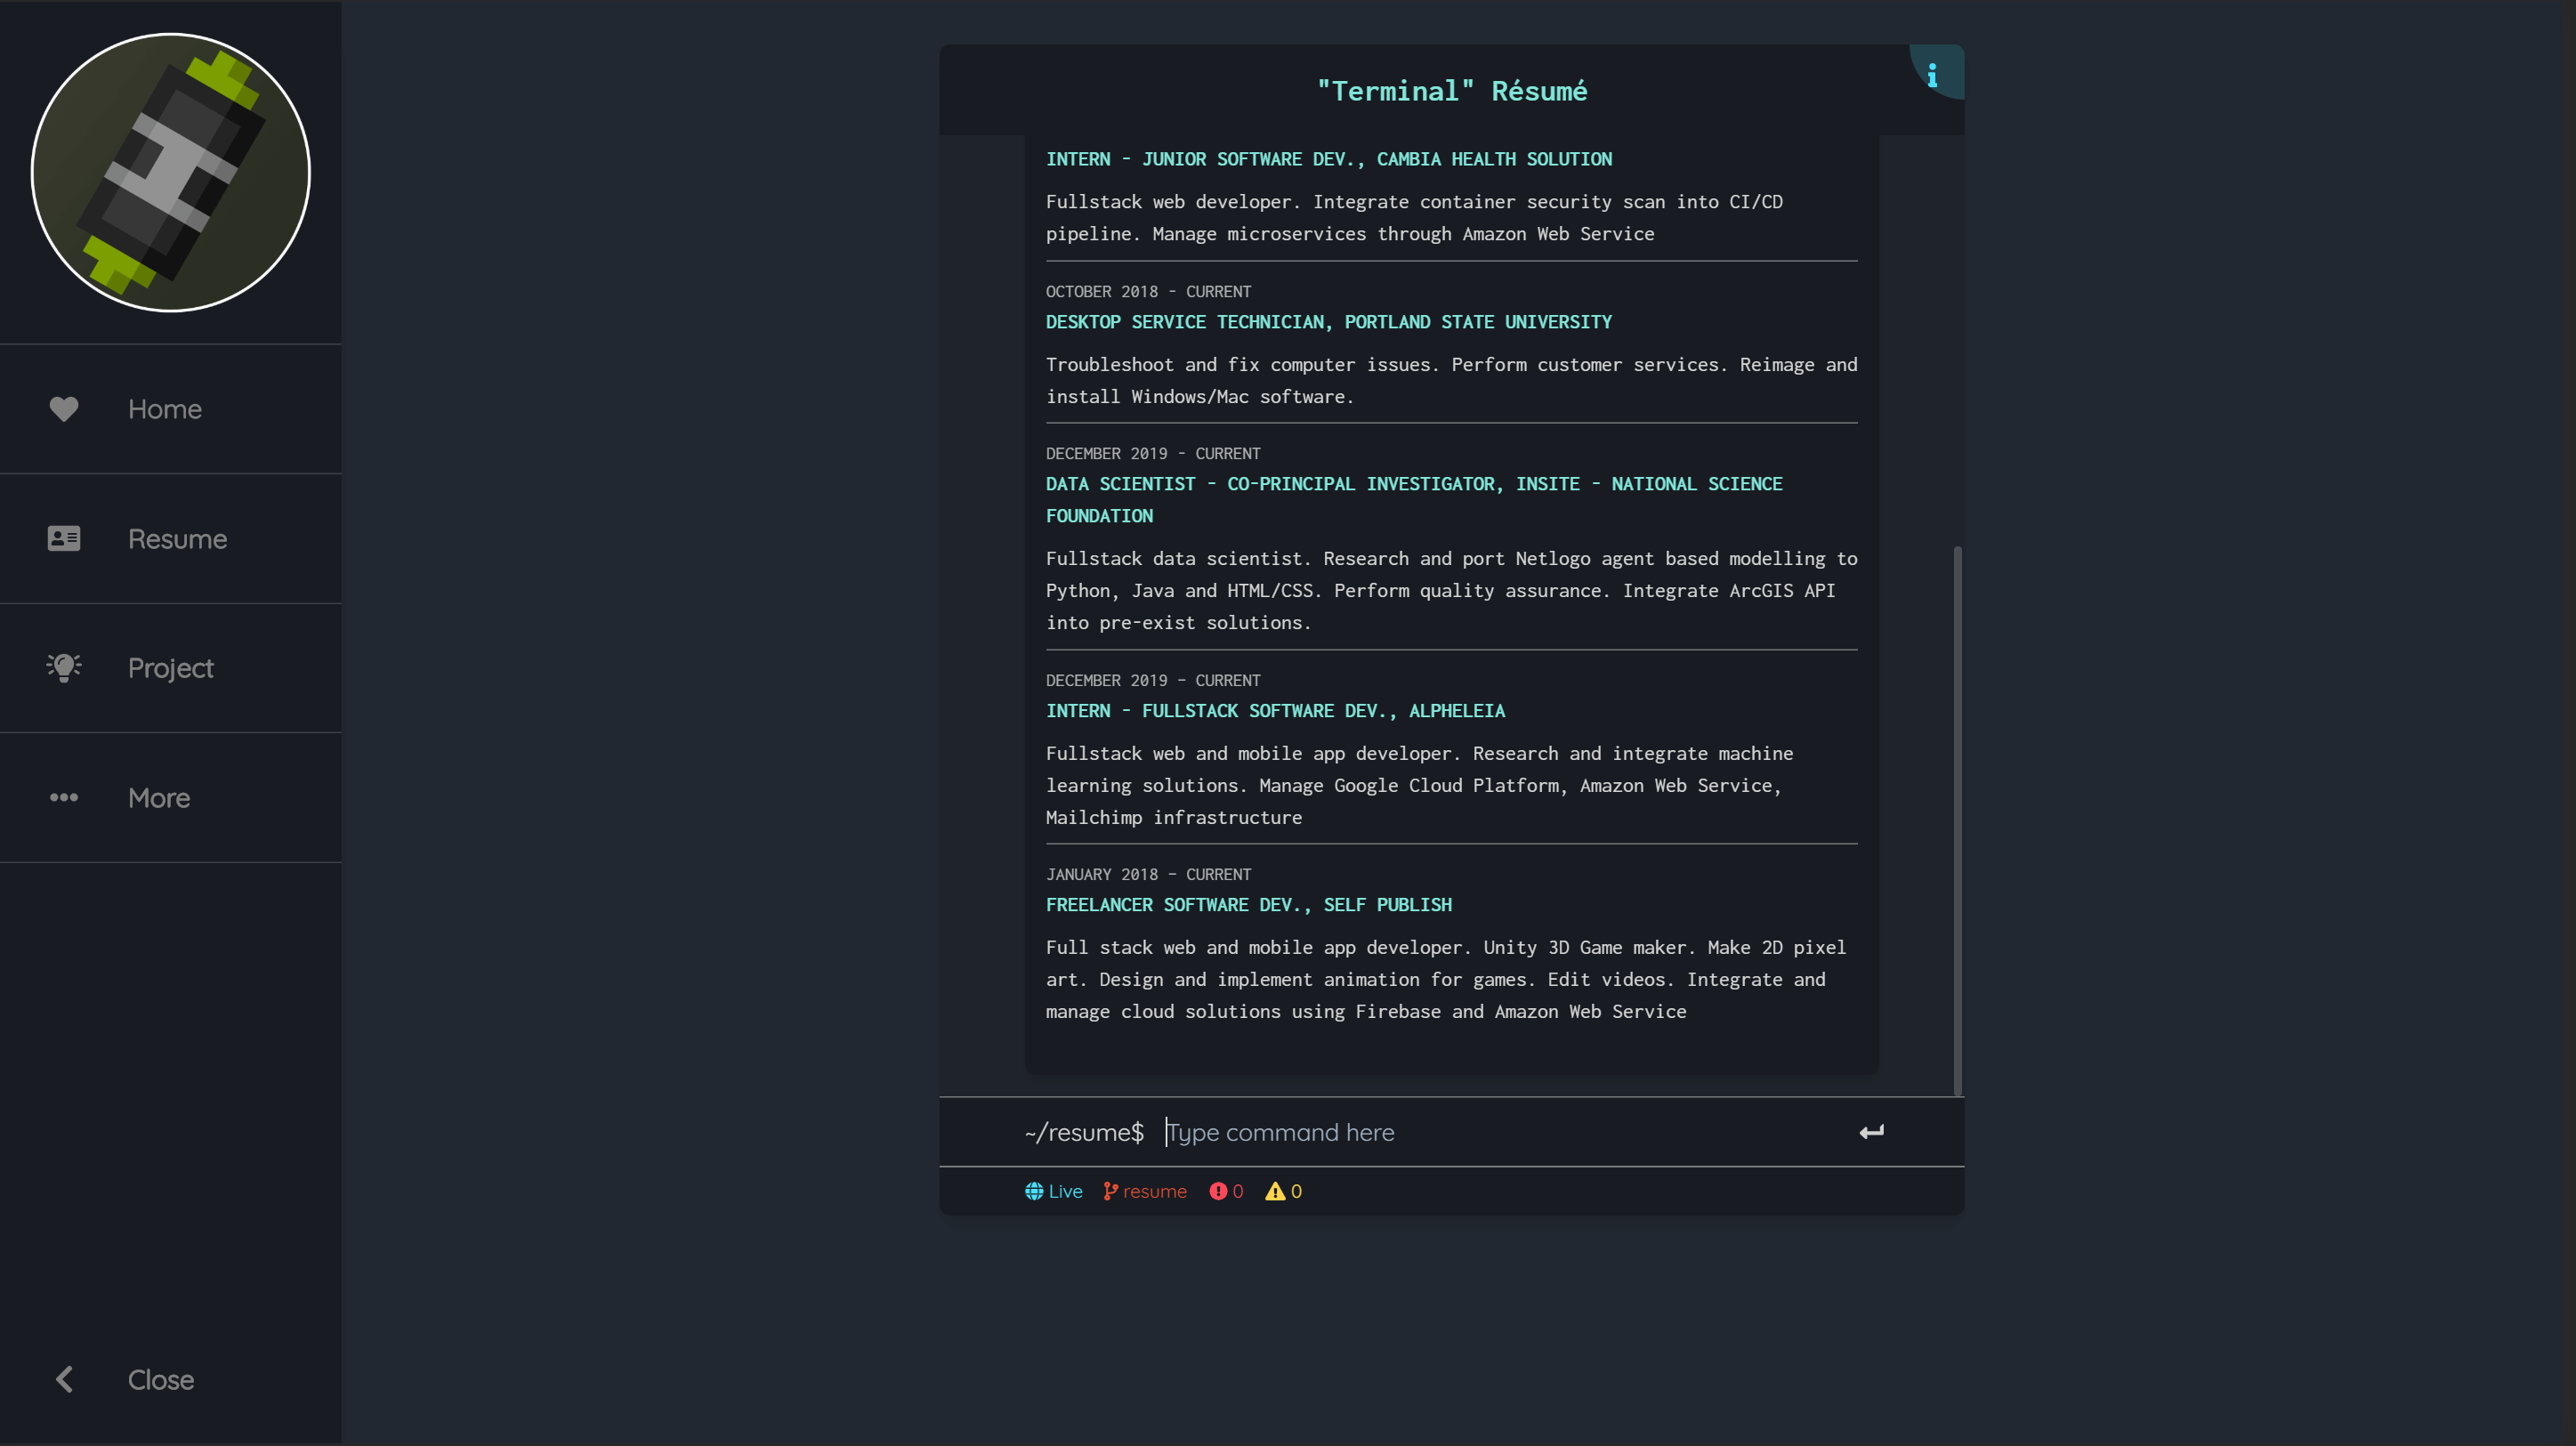 Home
Resume
Project
More
Close
"Terminal" Résumé
INTERN - JUNIOR SOFTWARE DEV., CAMBIA HEALTH SOLUTION
Fullstack web developer. Integrate container security scan into CI/CD
pipeline. Manage microservices through Amazon Web Service
OCTOBER 2018 - CURRENT
DESKTOP SERVICE TECHNICIAN, PORTLAND STATE UNIVERSITY
Troubleshoot and fix computer issues. Perform customer services. Reimage and
install Windows/Mac software.
DECEMBER 2019 - CURRENT
DATA SCIENTIST - CO-PRINCIPAL INVESTIGATOR, INSITE - NATIONAL SCIENCE
FOUNDATION
Fullstack data scientist. Research and port Netlogo agent based modelling to
Python, Java and HTML/CSS. Perform quality assurance. Integrate ArcGIS API
into pre-exist solutions.
DECEMBER 2019 - CURRENT
INTERN - FULLSTACK SOFTWARE DEV., ALPHELEIA
Fullstack web and mobile app developer. Research and integrate machine
learning solutions. Manage Google Cloud Platform, Amazon Web Service,
Mailchimp infrastructure
JANUARY 2018 - CURRENT
FREELANCER SOFTWARE DEV., SELF PUBLISH
Full stack web and mobile app developer. Unity 3D Game maker. Make 2D pixel
art. Design and implement animation for games. Edit videos. Integrate and
manage cloud solutions using Firebase and Amazon Web Service
~/resume$ Type command here
Live resume 0 0